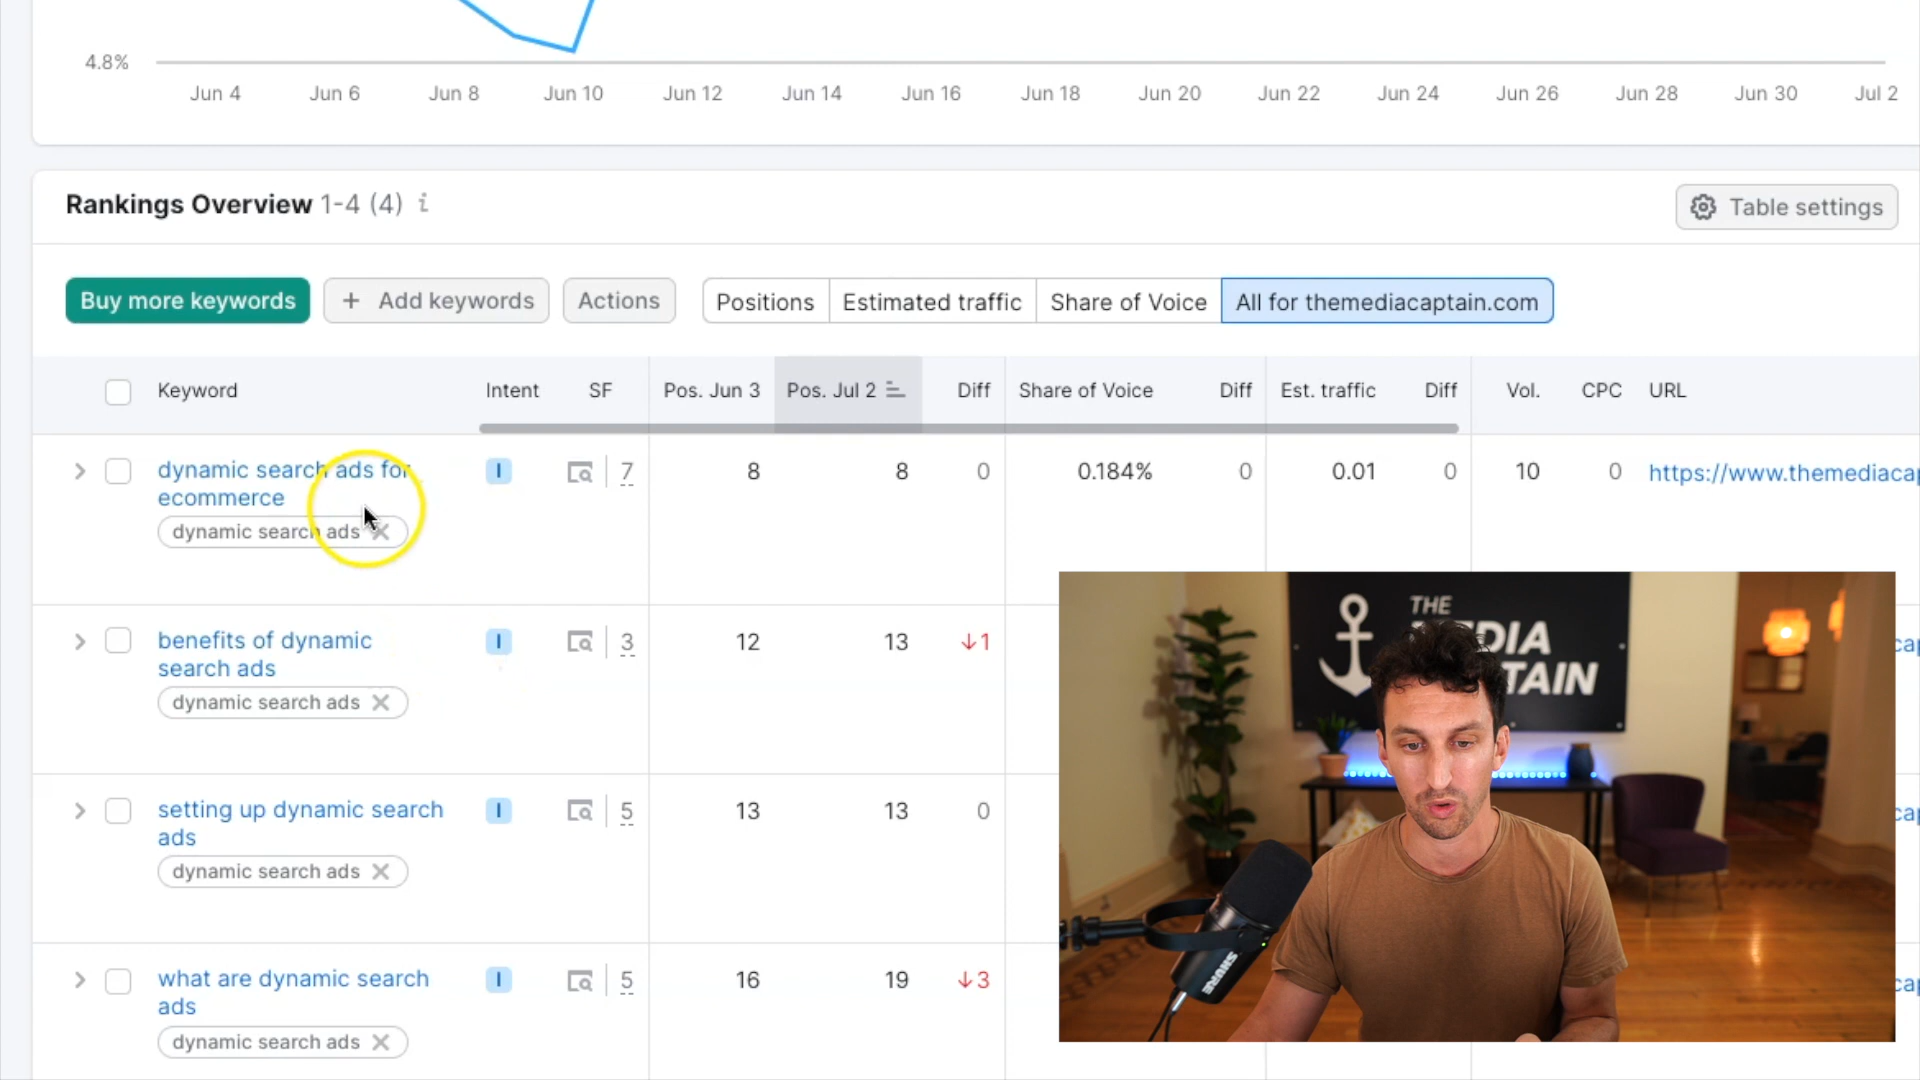 4.8%
Jun 4 Jun 6 Jun 8 Jun 10 Jun 12 Jun 14 Jun 16 Jun 18 Jun 20 Jun 22 Jun 24 Jun 26 Jun 28 Jun 30 Jul 2
Rankings Overview 1-4 (4) i
Table settings
Buy more keywords + Add keywords Actions Positions Estimated traffic Share of Voice All for themediacaptain.com
Keyword Intent SF Pos. Jun 3 Pos. Jul 2 Diff Share of Voice Diff Est. traffic Diff Vol. CPC URL
dynamic search ads for I 7 8 8 0 0.184% 0 0.01 0 10 0 https://www.themediacap
ecommerce
dynamic search ads
benefits of dynamic I 3 12 13 ↓1
search ads
dynamic search ads
setting up dynamic search I 5 13 13 0
ads
dynamic search ads
what are dynamic search I 5 16 19 ↓3
ads
dynamic search ads
THE
MEDIA
TAIN
SHURE